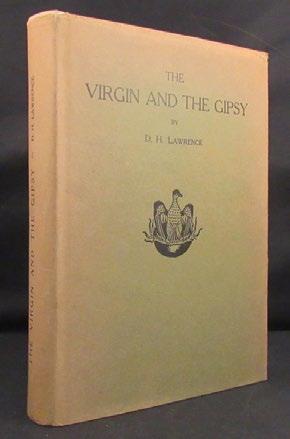 THE
VIRGIN AND THE GIPSY
BY
D. H. LAWRENCE
THE VIRGIN AND THE GIPSY D. H. LAWRENCE